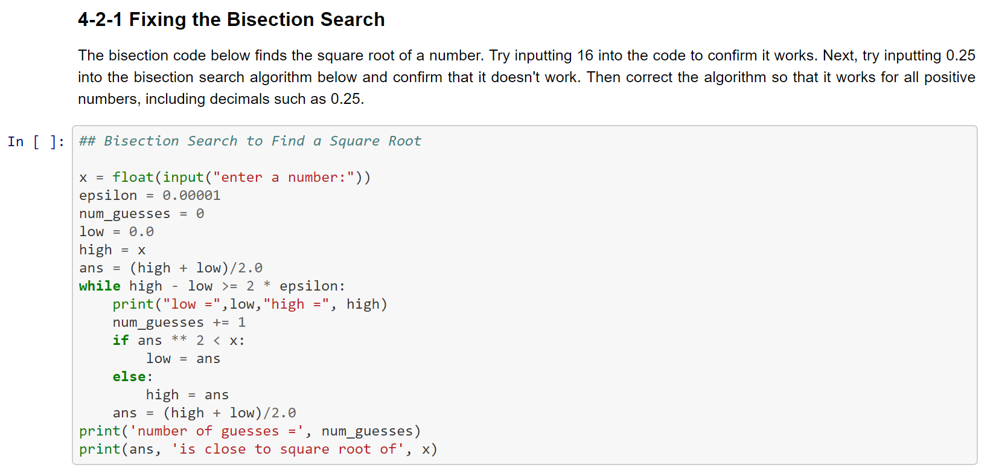 4-2-1 Fixing the Bisection Search
The bisection code below finds the square root of a number. Try inputting 16 into the code to confirm it works. Next, try inputting 0.25
into the bisection search algorithm below and confirm that it doesn't work. Then correct the algorithm so that it works for all positive
numbers, including decimals such as 0.25.
In [ ]: ## Bisection Search to Find a Square Root
x = float(input("enter a number:"))
epsilon = 0.00001
num_guesses = 0
low = 0.0
high = x
ans = (high + low)/2.0
while high - low >= 2 * epsilon:
    print("low =",low,"high =", high)
    num_guesses += 1
    if ans ** 2 < x:
        low = ans
    else:
        high = ans
    ans = (high + low)/2.0
print('number of guesses =', num_guesses)
print(ans, 'is close to square root of', x)